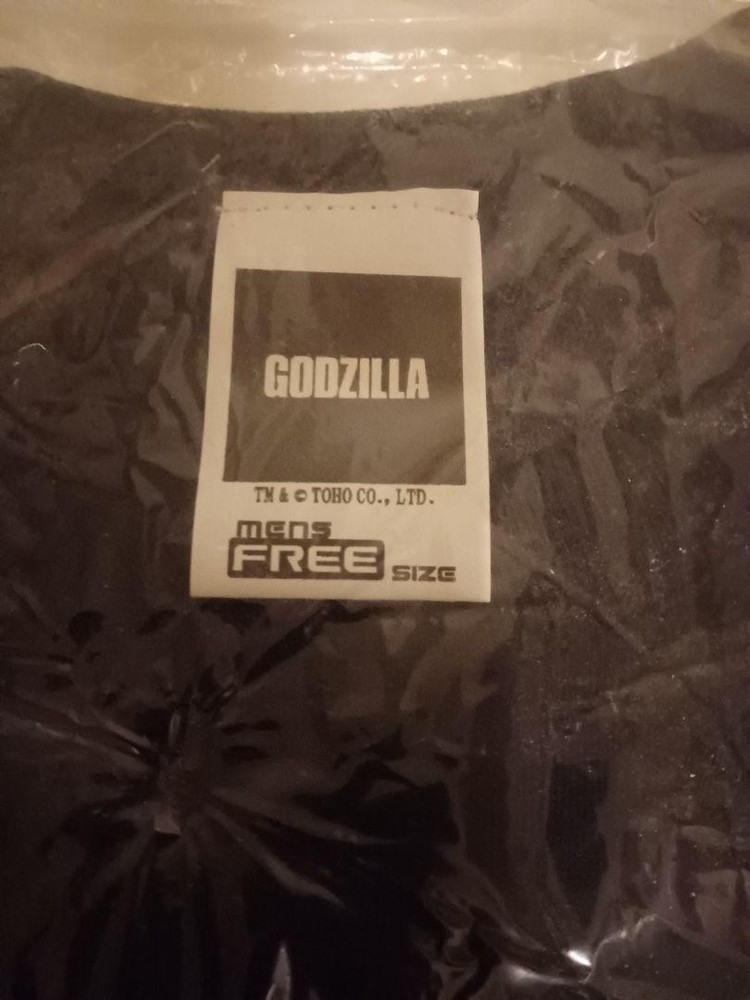 GODZILLA
TM & © TOHO CO., LTD.
mens
FREE SIZE